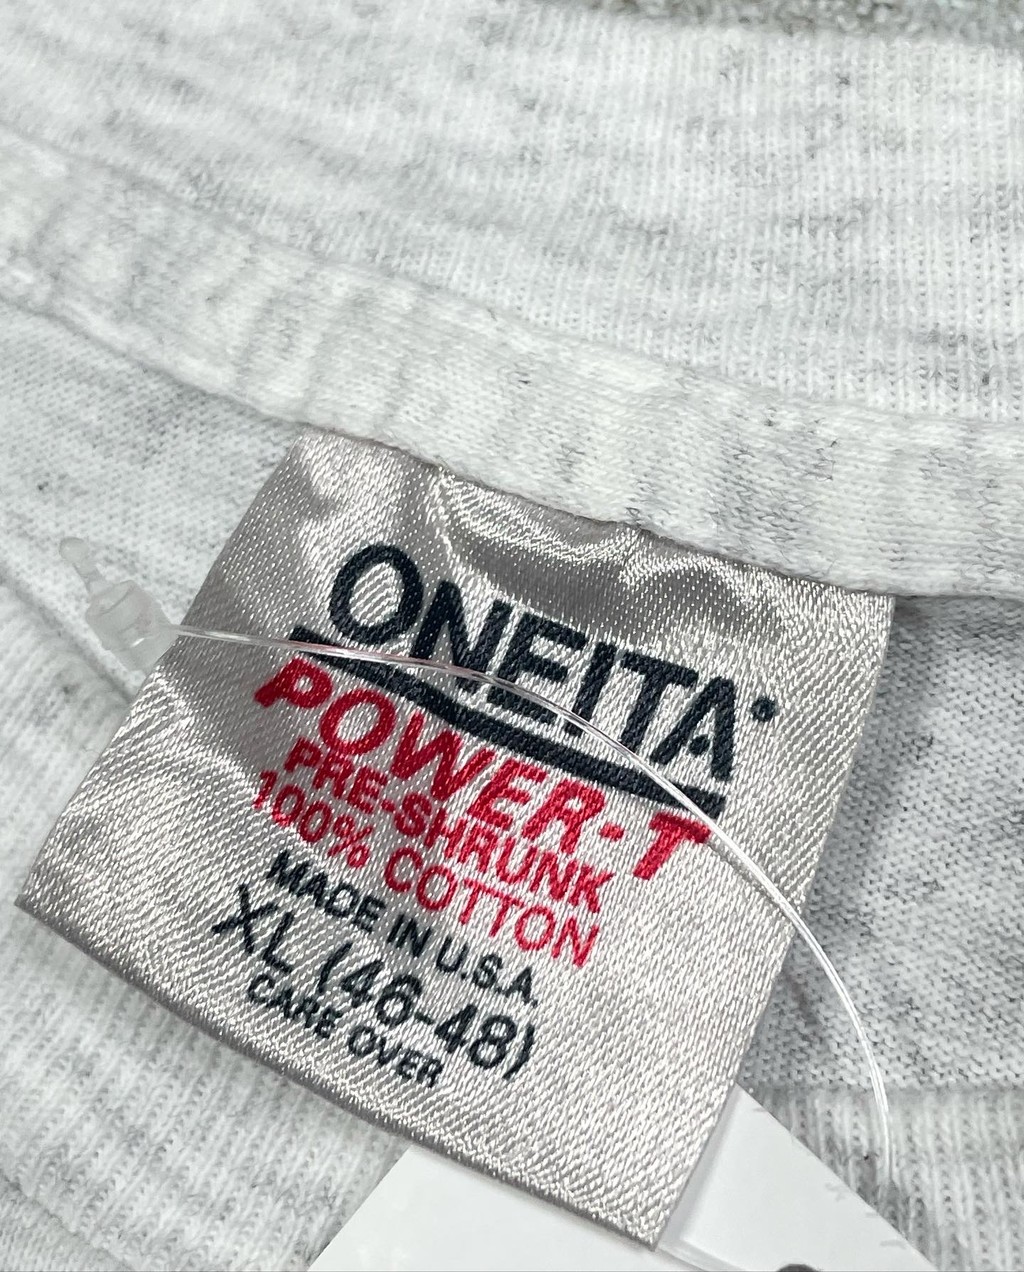 ONEITA
POWER-T
PRE-SHRUNK
100% COTTON
MADE IN U.S.A.
XL (46-48)
CARE OVER